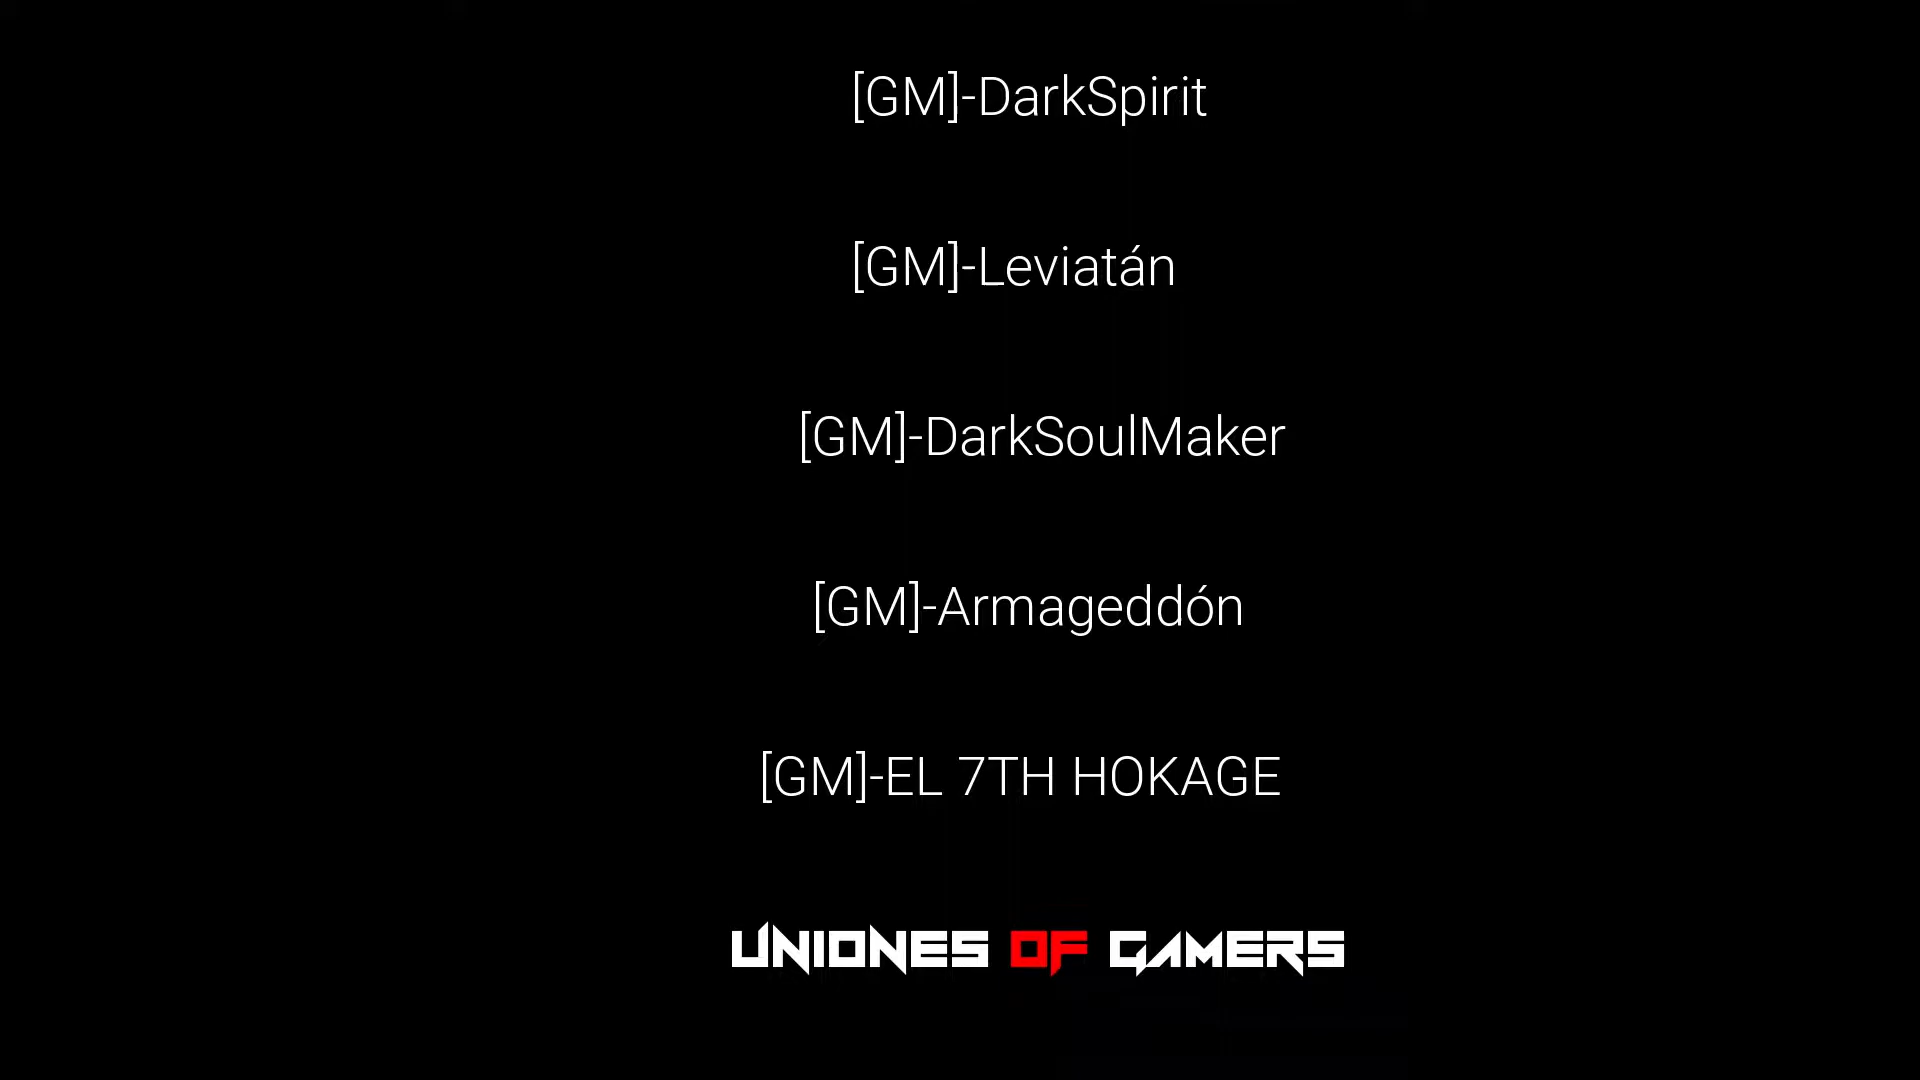 [GM]-DarkSpirit
[GM]-Leviatán
[GM]-DarkSoulMaker
[GM]-Armageddón
[GM]-EL 7TH HOKAGE
UNIONES OF GAMERS